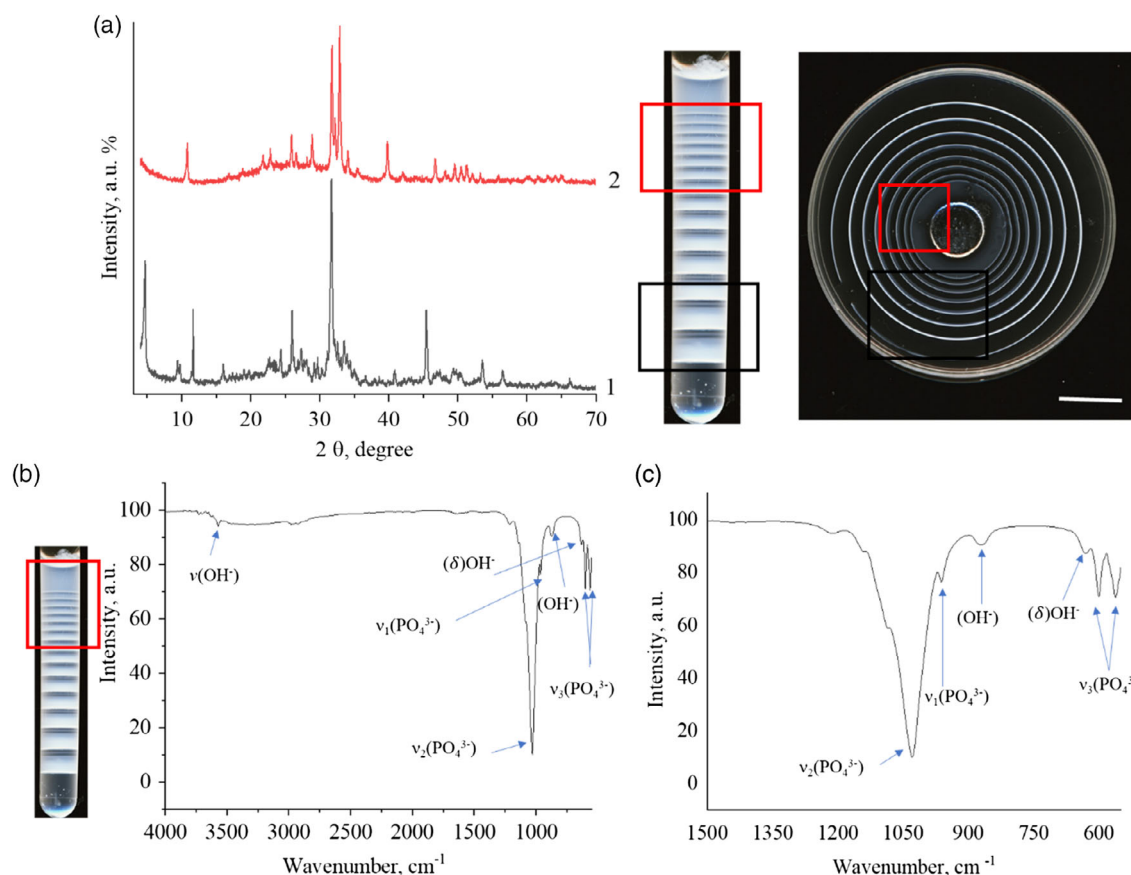 (a)
Intensity, a.u. %
2
1
10 20 30 40 50 60 70
2 θ, degree
(b)
Intensity, a.u.
100
80
60
40
20
0
ν(OH-)
(δ)OH-
ν₁(PO₄³⁻)
(OH-)
ν₃(PO₄³⁻)
ν₂(PO₄³⁻)
4000 3500 3000 2500 2000 1500 1000
Wavenumber, cm⁻¹
(c)
Intensity, a.u.
100
80
60
40
20
0
(OH-)
(δ)OH-
ν₁(PO₄³⁻)
ν₃(PO₄³
ν₂(PO₄³⁻)
1500 1350 1200 1050 900 750 600
Wavenumber, cm ⁻¹